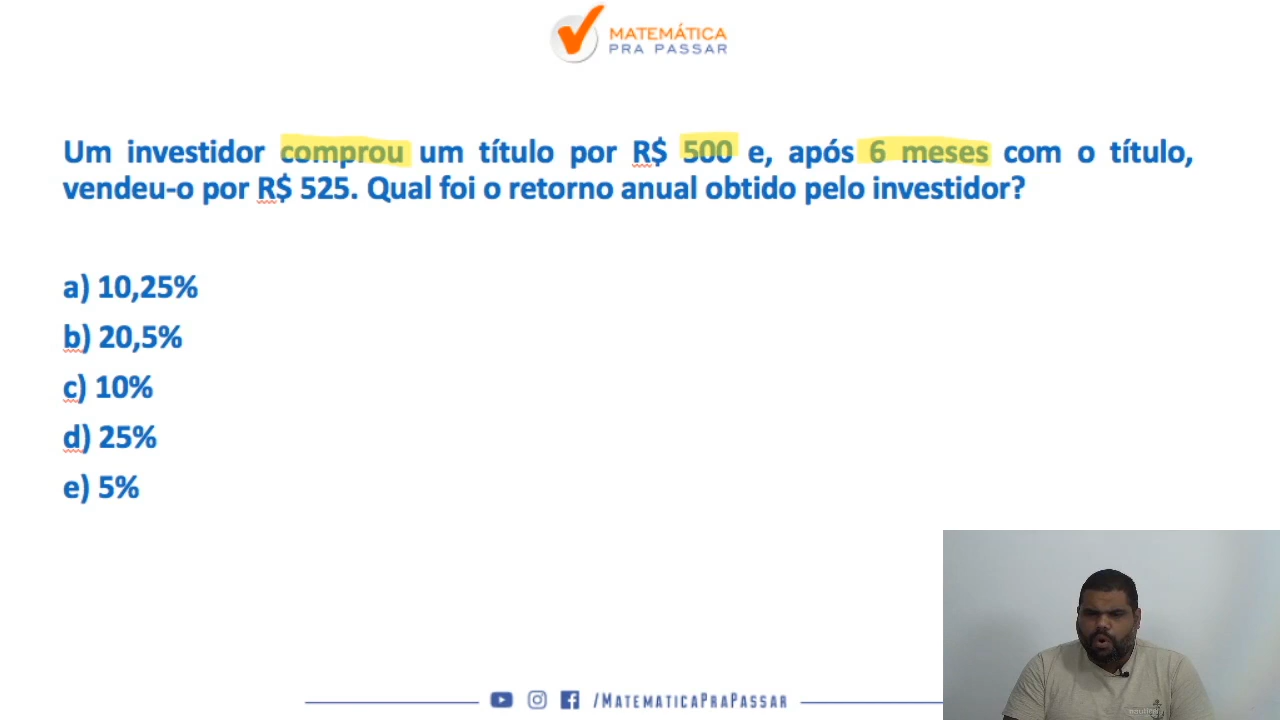 MATEMÁTICA
PRA PASSAR
Um investidor comprou um título por R$ 500 e, após 6 meses com o título,
vendeu-o por R$ 525. Qual foi o retorno anual obtido pelo investidor?
a) 10,25%
b) 20,5%
c) 10%
d) 25%
e) 5%
/MATEMATICAPRAPASSAR